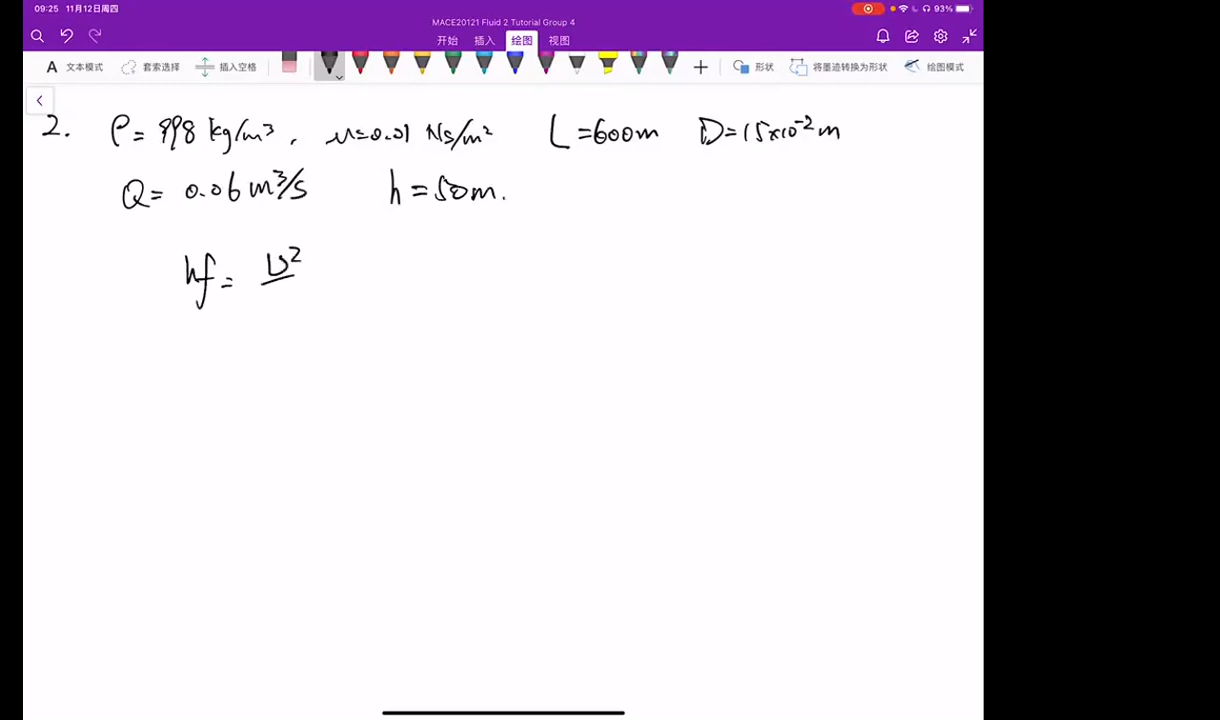 09:25 11月12日周四
93%
MACE20121 Fluid 2 Tutorial Group 4
开始 插入 绘图 视图
A 文本模式 套索选择 插入空格 形状 将墨迹转换为形状 绘图模式
2. ρ = 998 kg/m³ , μ=0.01 Ns/m² L=600m D=15×10⁻²m
Q= 0.06 m³/s h=50m.
hf = U²